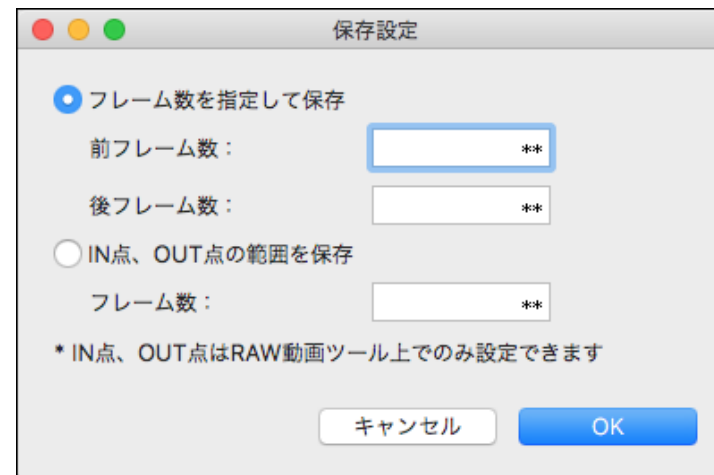 保存設定
フレーム数を指定して保存
前フレーム数： **
後フレーム数： **
IN点、OUT点の範囲を保存
フレーム数： **
* IN点、OUT点はRAW動画ツール上でのみ設定できます
キャンセル OK